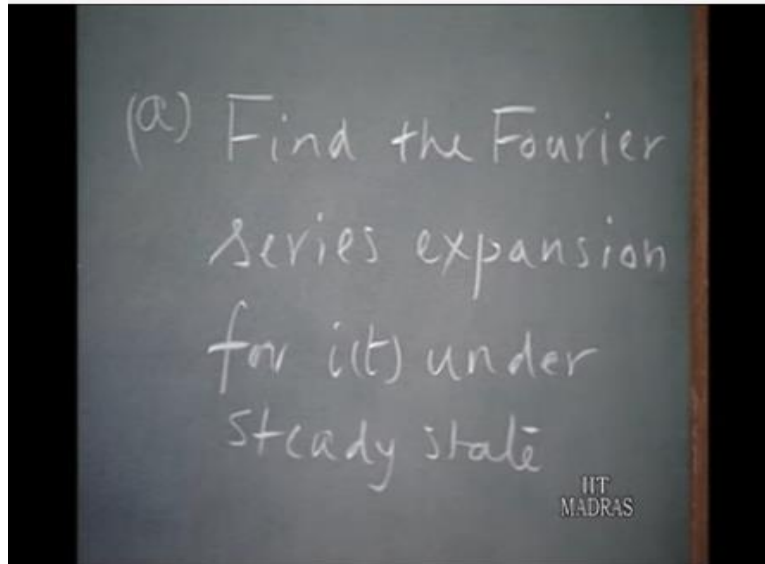 (a) Find the Fourier
series expansion
for i(t) under
steady state
IIT
MADRAS